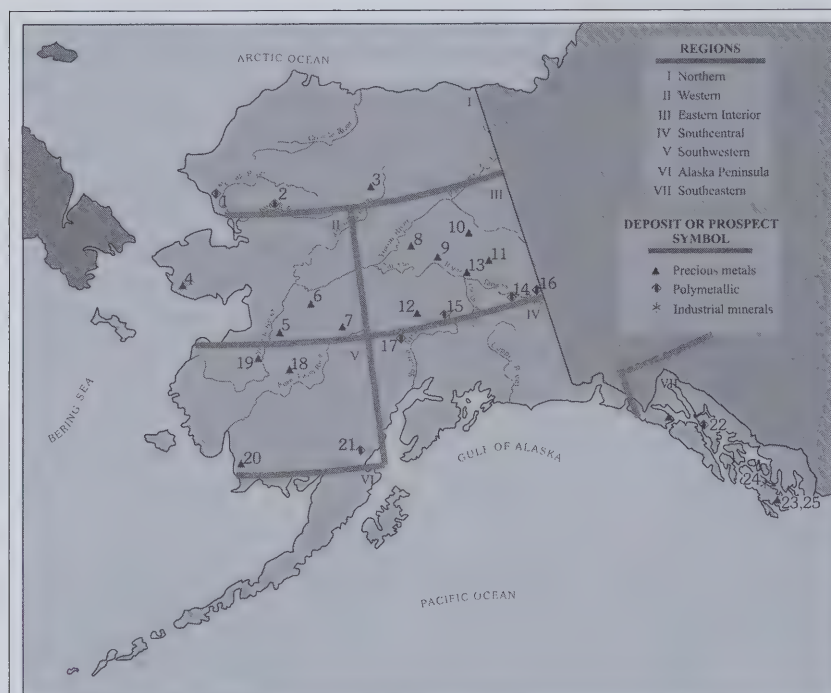 ARCTIC OCEAN
REGIONS
I Northern
II Western
III Eastern Interior
IV Southcentral
V Southwestern
VI Alaska Peninsula
VII Southeastern
DEPOSIT OR PROSPECT
SYMBOL
Precious metals
Polymetallic
Industrial minerals
I
1
2
3
III
II
8
10
9
11
13
4
6
14
16
5
7
12
15
IV
V
17
19
18
VII
22
BERING SEA
GULF OF ALASKA
20
21
VI
24
23,25
PACIFIC OCEAN